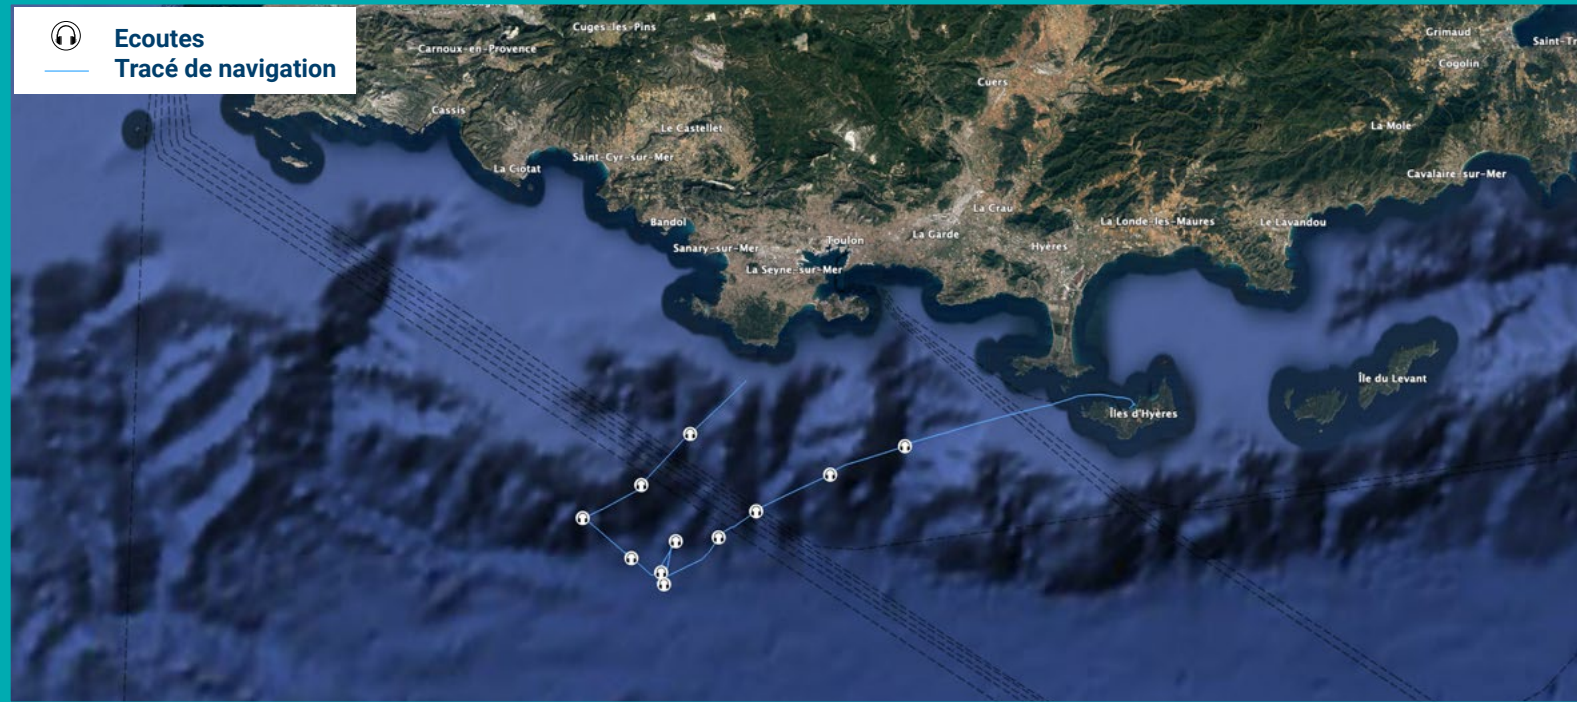 Ecoutes
Tracé de navigation
Cuges-les-Pins
Carnoux-en-Provence
Grimaud
Saint-Tr
Cogolin
Cuers
Cassis
Le Castellet
La Mole
Saint-Cyr-sur-Mer
La Ciotat
Cavalaire-sur-Mer
La Crau
Bandol
La Londe-les-Maures
Le Lavandou
La Garde
Toulon
Sanary-sur-Mer
Hyères
La Seyne-sur-Mer
Île du Levant
Îles d'Hyères